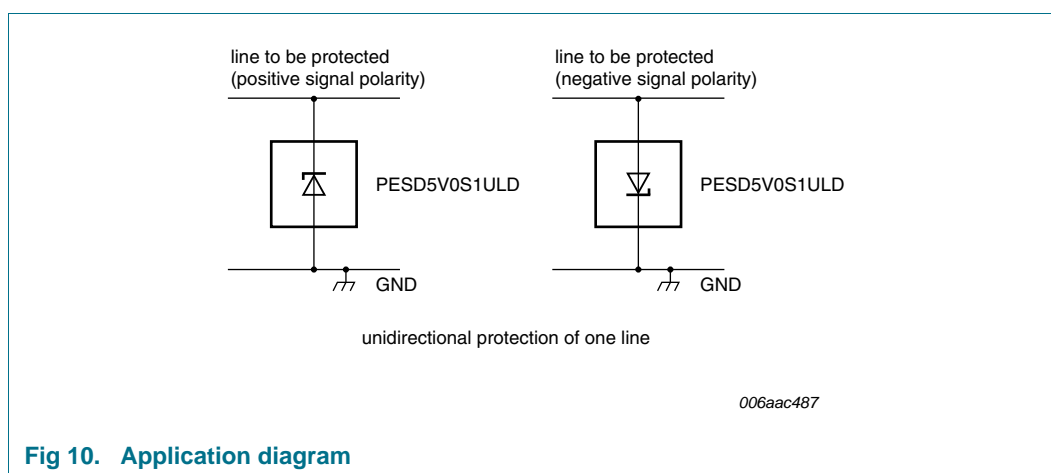 line to be protected
(positive signal polarity)
PESD5V0S1ULD
GND
line to be protected
(negative signal polarity)
PESD5V0S1ULD
GND
unidirectional protection of one line
006aac487
Fig 10. Application diagram